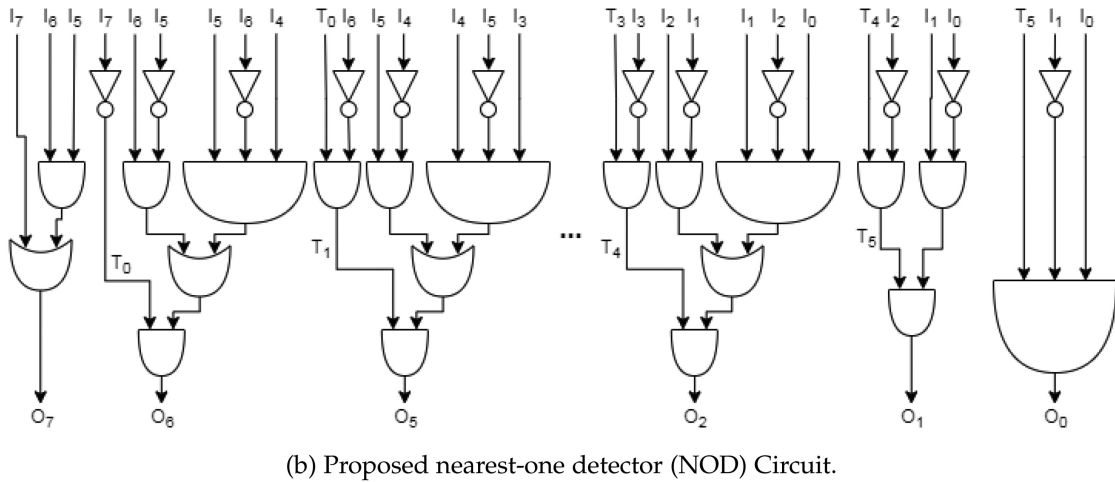 I₇ I₆ I₅ I₇ I₆ I₅ I₆ I₄ T₀ I₆ I₅ I₄ I₄ I₅ I₃ T₃ I₃ I₂ I₁ I₁ I₂ I₀ T₄ I₂ I₁ I₀ T₅ I₁ I₀
...
T₀ T₁ T₄ T₅
O₇ O₆ O₅ O₂ O₁ O₀
(b) Proposed nearest-one detector (NOD) Circuit.